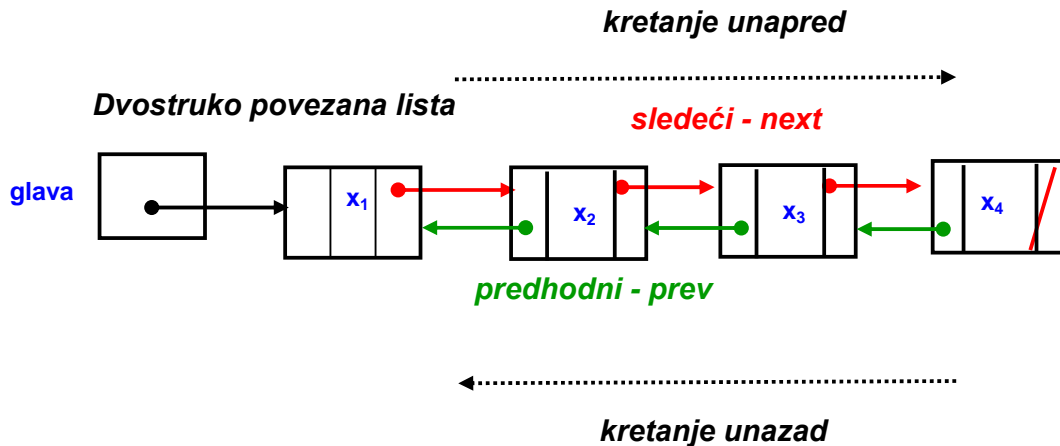 kretanje unapred
Dvostruko povezana lista
sledeći - next
glava
x₁
x₂
x₃
x₄
predhodni - prev
kretanje unazad